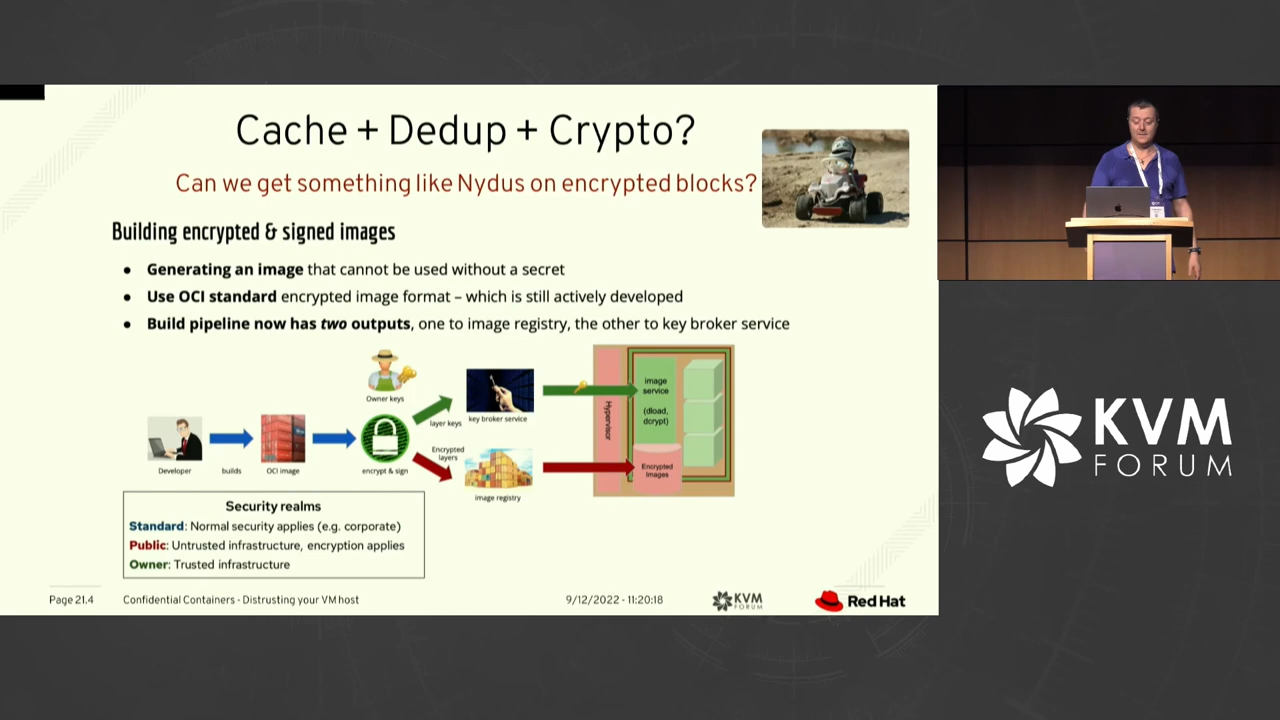 Cache + Dedup + Crypto?
Can we get something like Nydus on encrypted blocks?
Building encrypted & signed images
● Generating an image that cannot be used without a secret
● Use OCI standard encrypted image format – which is still actively developed
● Build pipeline now has two outputs, one to image registry, the other to key broker service
Owner keys
layer keys
key broker service
Developer
builds
OCI image
encrypt & sign
Encrypted
layers
image registry
Hypervisor
image
service
(dload,
dcrypt)
Encrypted
Images
Security realms
Standard: Normal security applies (e.g. corporate)
Public: Untrusted infrastructure, encryption applies
Owner: Trusted infrastructure
Page 21.4
Confidential Containers - Distrusting your VM host
9/12/2022 - 11:20:18
KVM
FORUM
Red Hat
KVM
FORUM